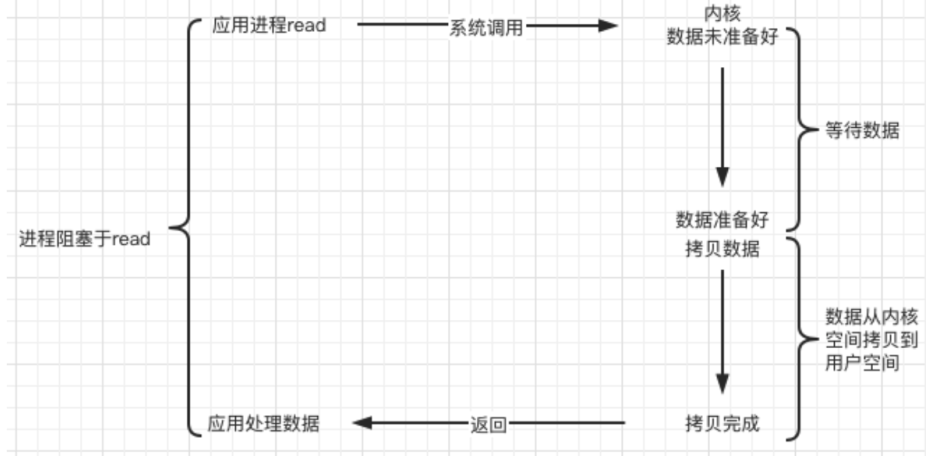 应用进程read
系统调用
内核
数据未准备好
等待数据
数据准备好
拷贝数据
进程阻塞于read
数据从内核
空间拷贝到
用户空间
应用处理数据
返回
拷贝完成